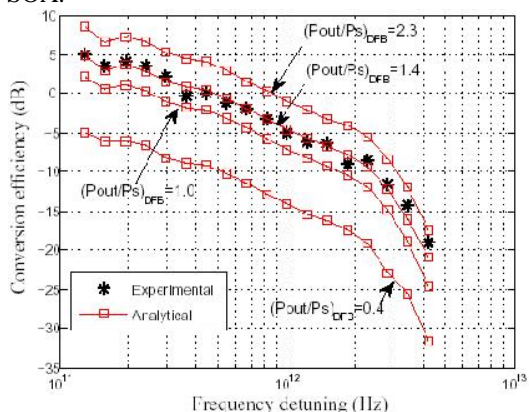 SOA.
10
5
0
-5
-10
-15
-20
-25
-30
-35
Conversion efficiency (dB)
(Pout/Ps)DFB=2.3
(Pout/Ps)DFB=1.4
(Pout/Ps)DFB=1.0
(Pout/Ps)DFB=0.4
Experimental
Analytical
10^11
10^12
10^13
Frequency detuning (Hz)